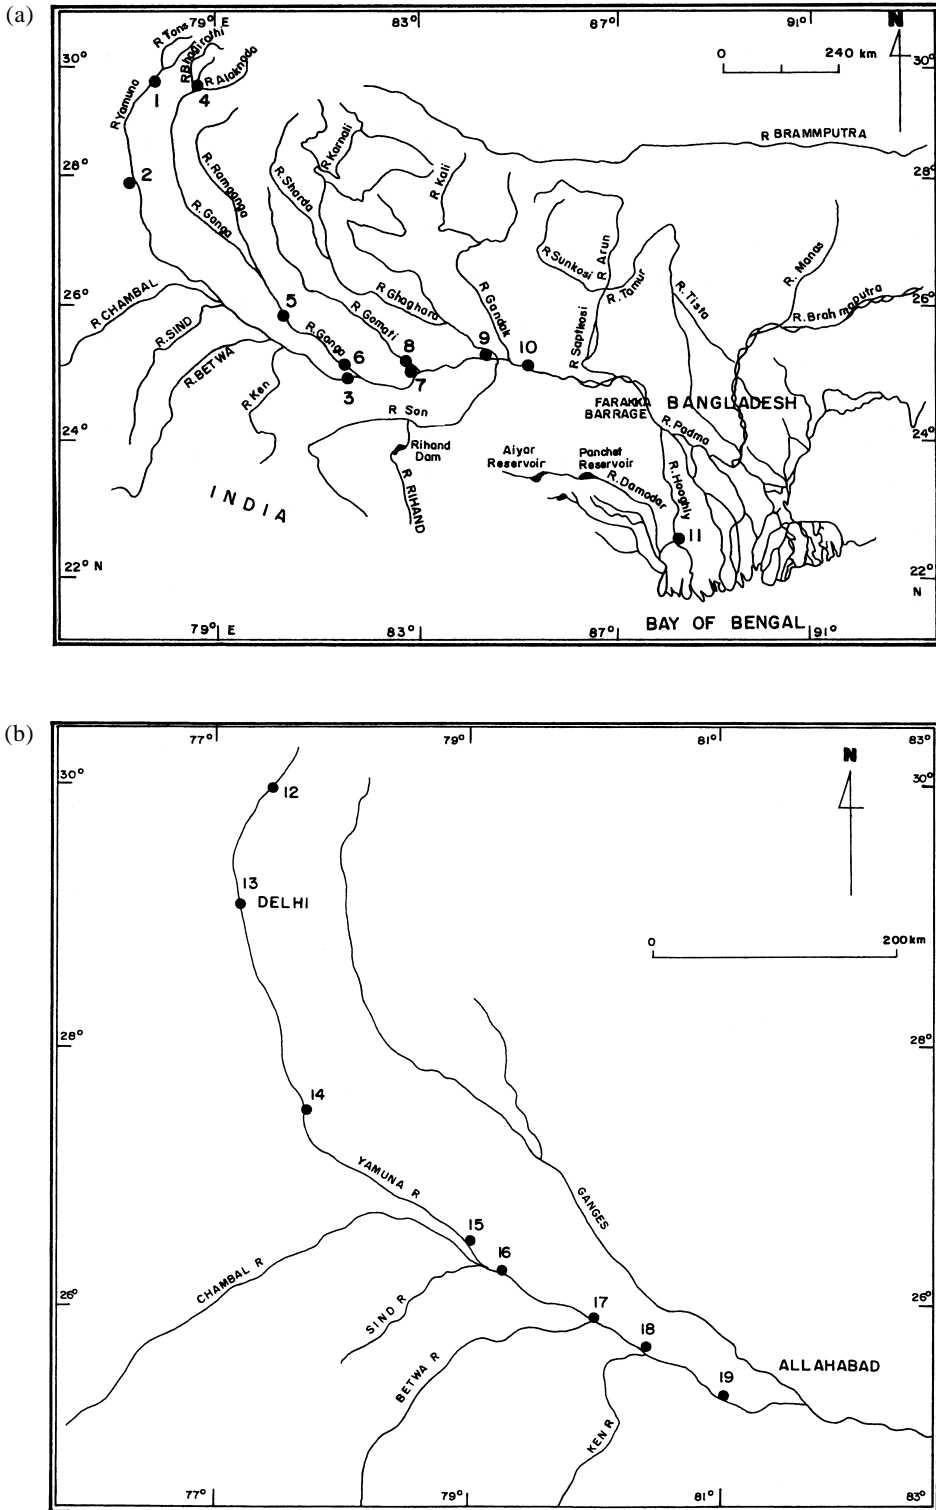 (a)
79° E
83°
87°
91°
N
30°
30°
0
240 km
R Tons
R Bhagirathi
R Alaknada
R Yamuna
1
4
R BRAMMPUTRA
28°
28°
2
R. Ramganga
R. Ganga
R. Sharda
R Karnali
R Kali
R Sunkosi
R Arun
R. Tamur
R. Manas
26°
26°
R CHAMBAL
R. SIND
R. BETWA
R Ken
5
R. Ganga
R Gomati
R Ghaghara
R Gandak
R Saptkosi
R. Tista
R. Brahmaputra
6
3
8
7
9
10
FARAKKA
BARRAGE
BANGLADESH
R. Padma
24°
24°
R Son
Rihand
Dam
R. RIHAND
Aiyar
Reservoir
Panchet
Reservoir
R. Damodar
R. Hooghly
INDIA
11
22° N
22°
N
79° E
83°
87°
BAY OF BENGAL
91°
(b)
77°
79°
81°
83°
N
30°
30°
12
13
DELHI
0
200km
28°
28°
14
YAMUNA R
GANGES
15
16
CHAMBAL R
SIND R
26°
26°
17
18
BETWA R
KEN R
19
ALLAHABAD
77°
79°
81°
83°